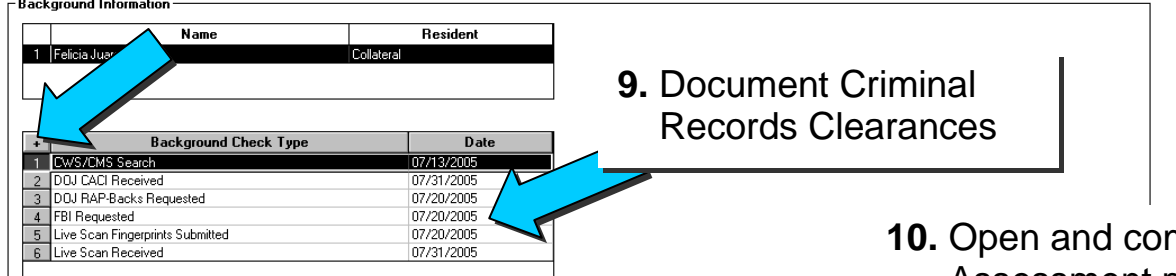 Background Information
Name Resident
1 Felicia Collateral
9. Document Criminal
Records Clearances
+ Background Check Type Date
1 CWS/CMS Search 07/13/2005
2 DOJ CACI Received 07/31/2005
3 DOJ RAP-Backs Requested 07/20/2005
4 FBI Requested 07/20/2005
5 Live Scan Fingerprints Submitted 07/20/2005
6 Live Scan Received 07/31/2005
10. Open and